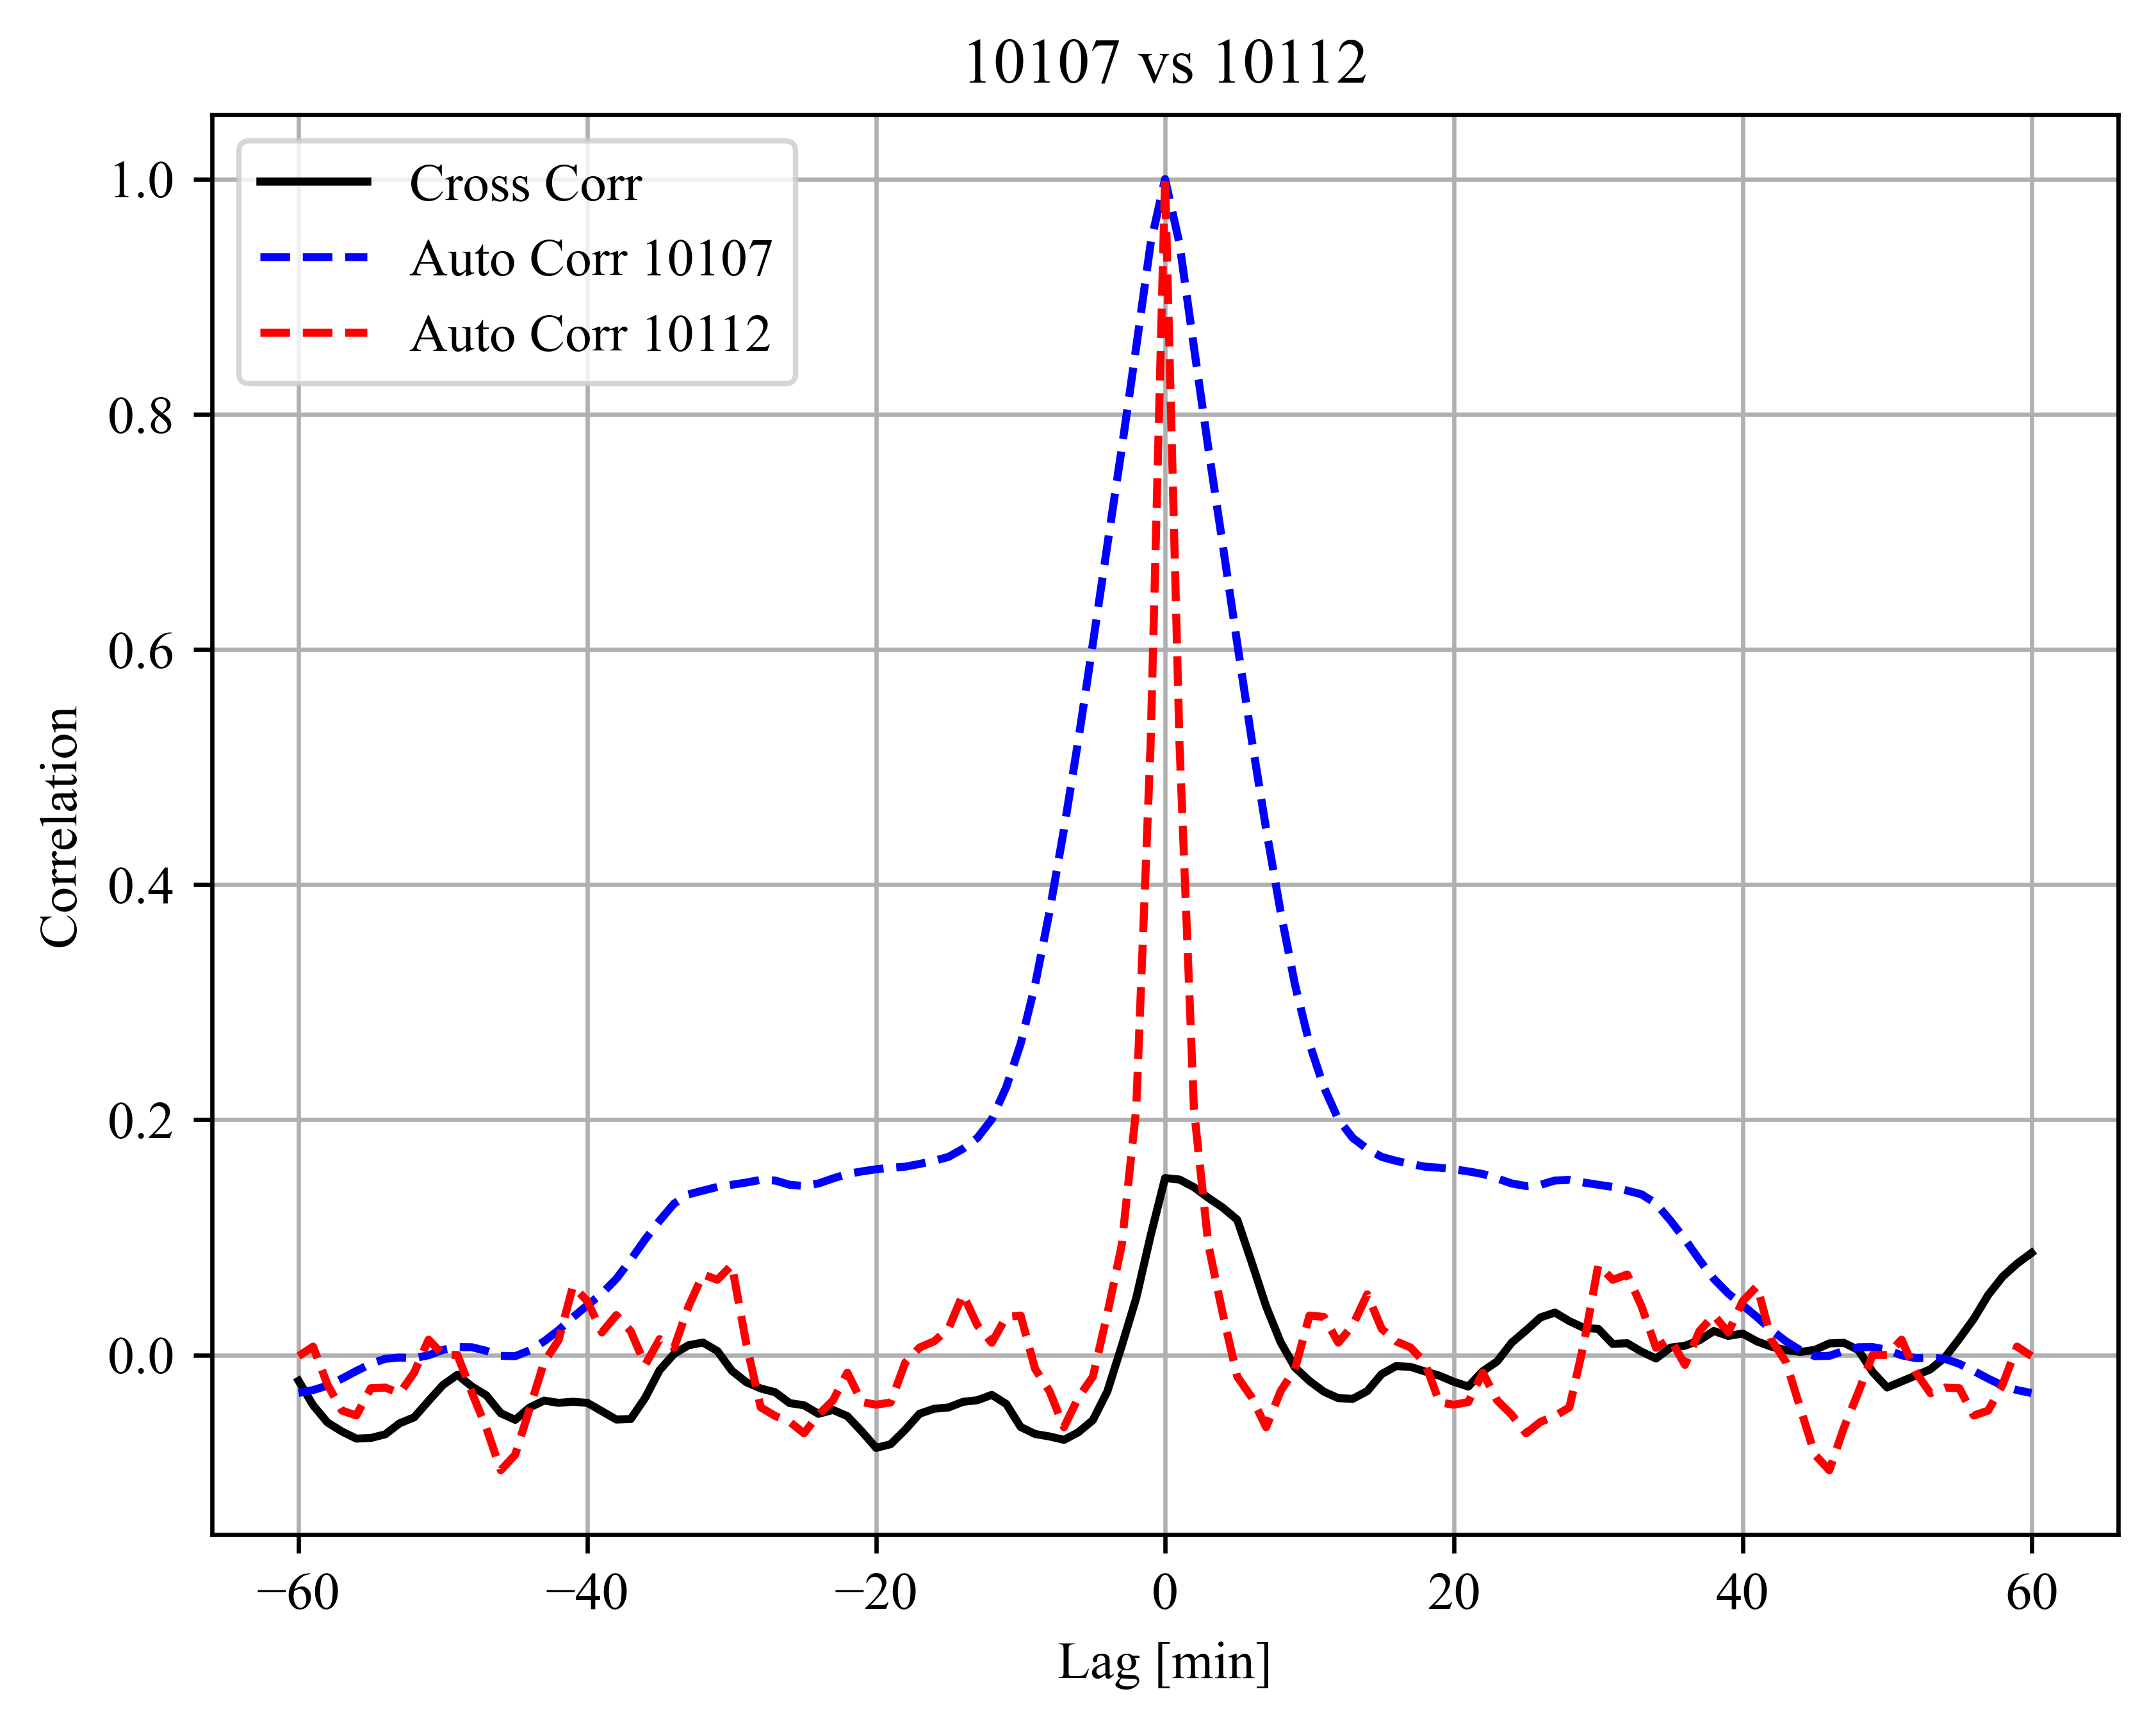 10107 vs 10112
Cross Corr
Auto Corr 10107
Auto Corr 10112
1.0
0.8
0.6
0.4
0.2
0.0
Correlation
−60
−40
−20
0
20
40
60
Lag [min]